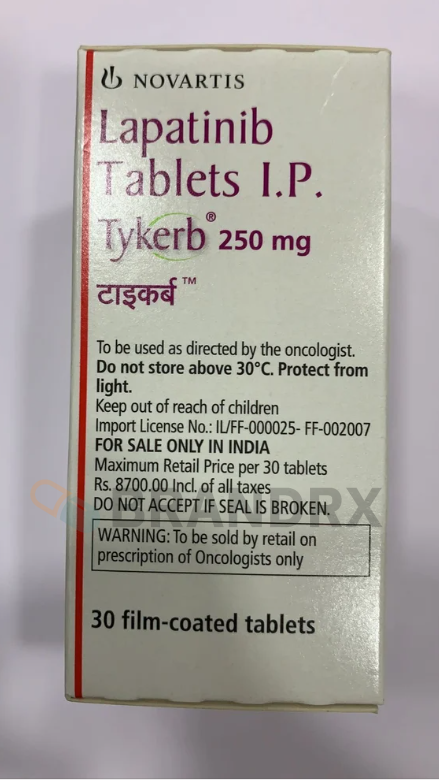 NOVARTIS
Lapatinib
Tablets I.P.
Tykerb® 250 mg
टाइकर्ब™
To be used as directed by the oncologist.
Do not store above 30°C. Protect from
light.
Keep out of reach of children
Import License No.: IL/FF-000025- FF-002007
FOR SALE ONLY IN INDIA
Maximum Retail Price per 30 tablets
Rs. 8700.00 Incl. of all taxes
DO NOT ACCEPT IF SEAL IS BROKEN.
BRANDRX
WARNING: To be sold by retail on
prescription of Oncologists only
30 film-coated tablets